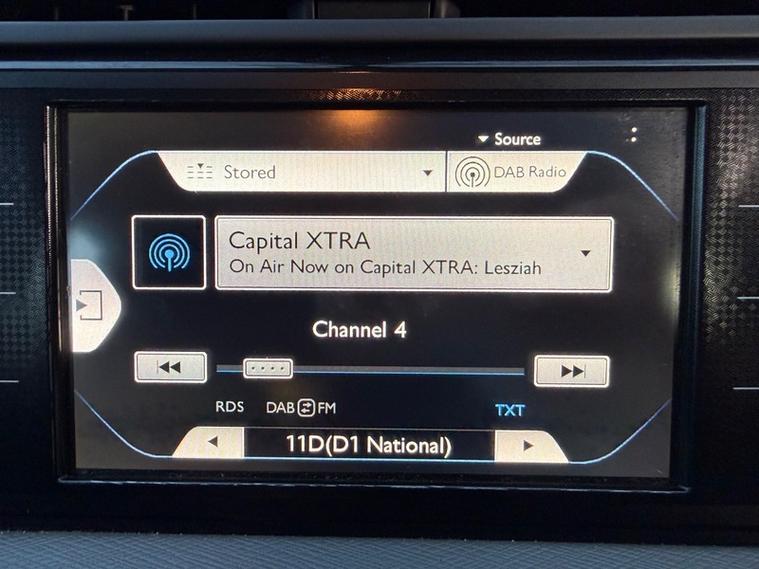 Source
Stored
DAB Radio
Capital XTRA
On Air Now on Capital XTRA: Lesziah
Channel 4
RDS DAB FM TXT
11D(D1 National)